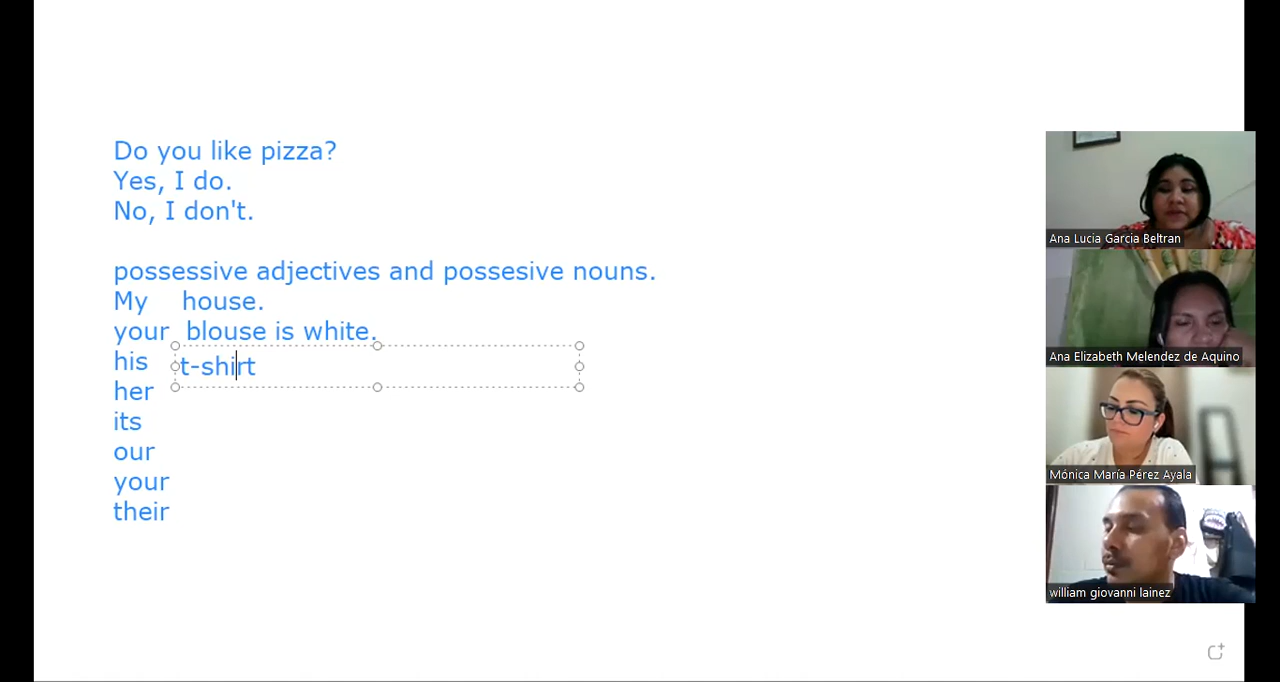 Do you like pizza?
Yes, I do.
No, I don't.
possessive adjectives and possesive nouns.
My house.
your blouse is white.
his t-shirt
her
its
our
your
their
Ana Lucia Garcia Beltran
Ana Elizabeth Melendez de Aquino
Mónica María Pérez Ayala
william giovanni lainez